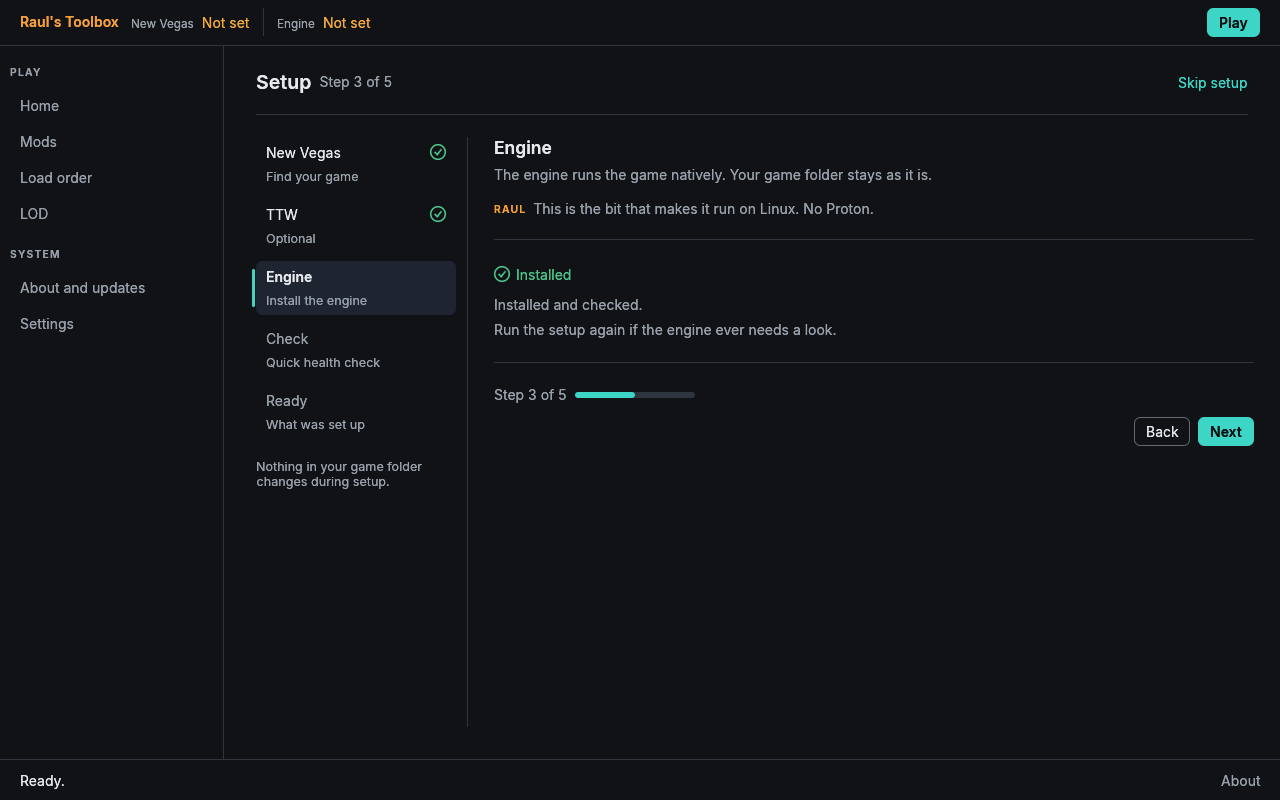 Raul's Toolbox New Vegas Not set Engine Not set Play
PLAY
Home
Mods
Load order
LOD
SYSTEM
About and updates
Settings
Setup Step 3 of 5 Skip setup
New Vegas
Find your game
TTW
Optional
Engine
Install the engine
Check
Quick health check
Ready
What was set up
Nothing in your game folder
changes during setup.
Engine
The engine runs the game natively. Your game folder stays as it is.
RAUL This is the bit that makes it run on Linux. No Proton.
Installed
Installed and checked.
Run the setup again if the engine ever needs a look.
Step 3 of 5
Back Next
Ready. About